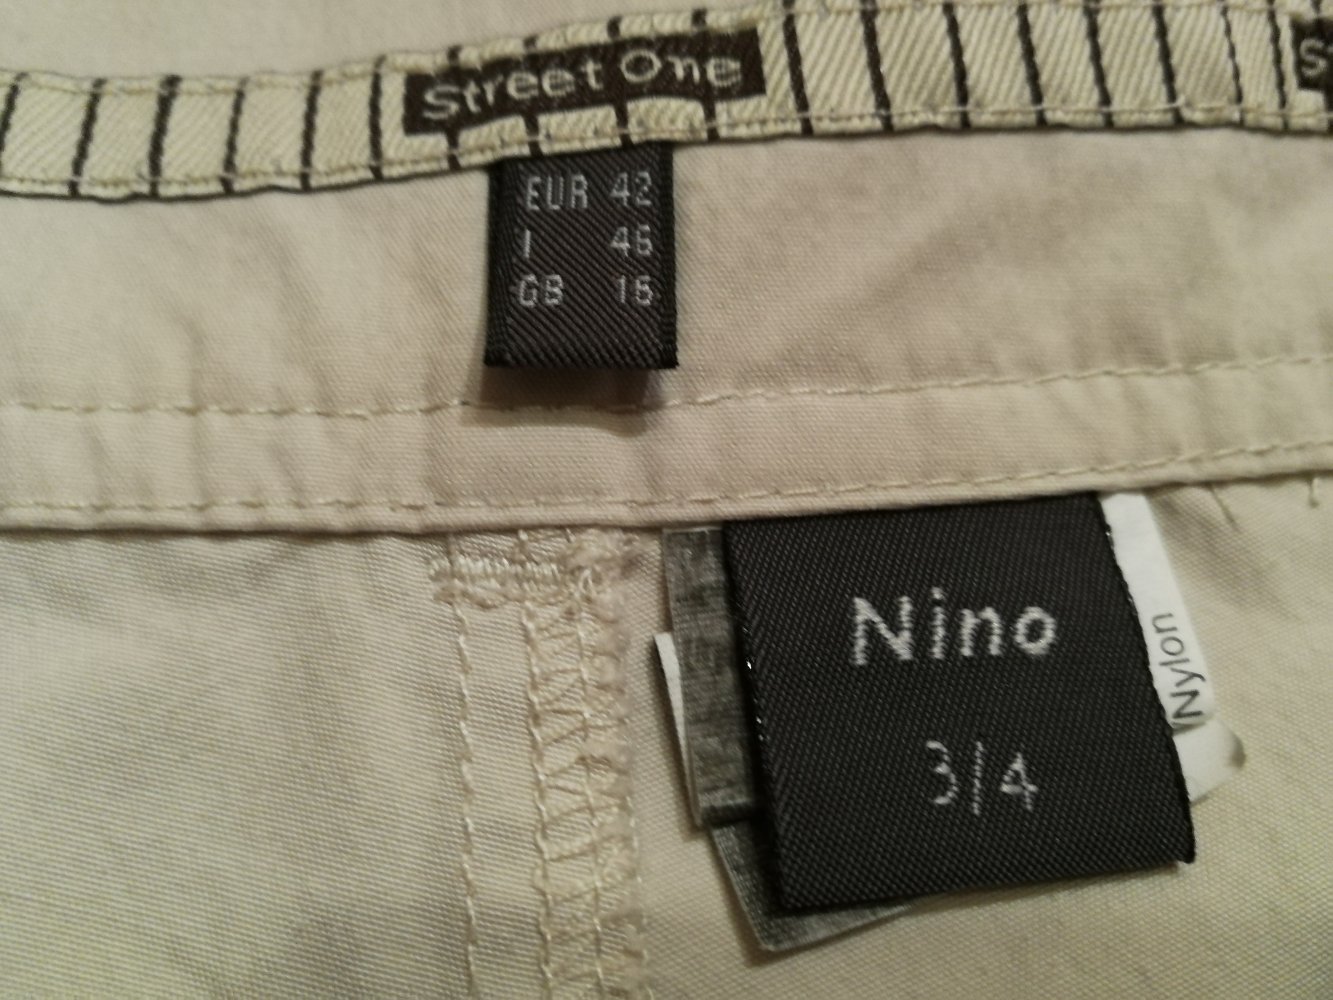 Street One
EUR 42
I 46
GB 16
Nino
3/4
Nylon